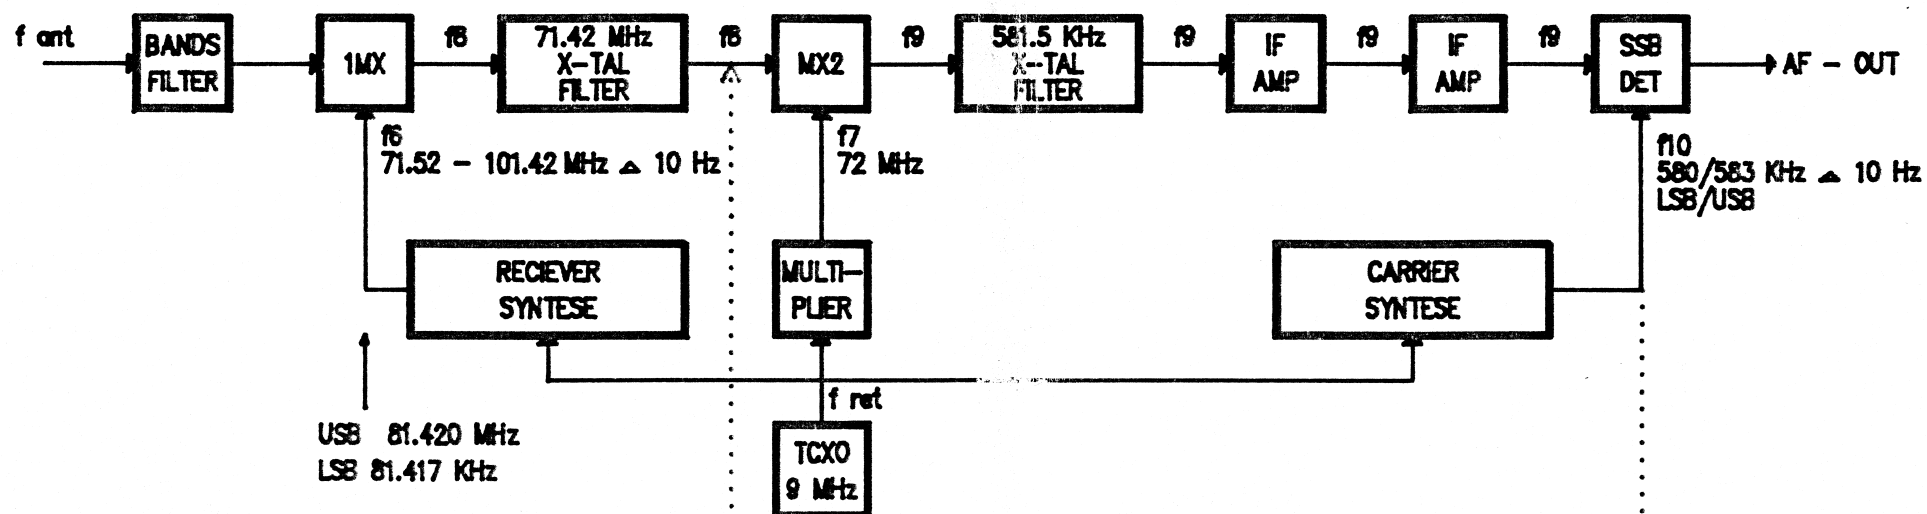 f ant
BANDS
FILTER
1MX
f8
71.42 MHz
X-TAL
FILTER
f8
MX2
f9
581.5 KHz
X-TAL
FILTER
f9
IF
AMP
f9
IF
AMP
f9
SSB
DET
AF - OUT
f6
71.52 - 101.42 MHz ▵ 10 Hz
f7
72 MHz
f10
580/583 KHz ▵ 10 Hz
LSB/USB
RECIEVER
SYNTESE
MULTI-
PLIER
CARRIER
SYNTESE
f ret
USB 81.420 MHz
LSB 81.417 KHz
TCXO
9 MHz